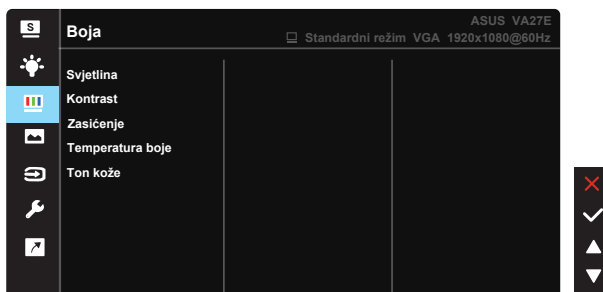 S
Boja
ASUS VA27E
Standardni režim VGA 1920x1080@60Hz
Svjetlina
Kontrast
Zasićenje
Temperatura boje
Ton kože